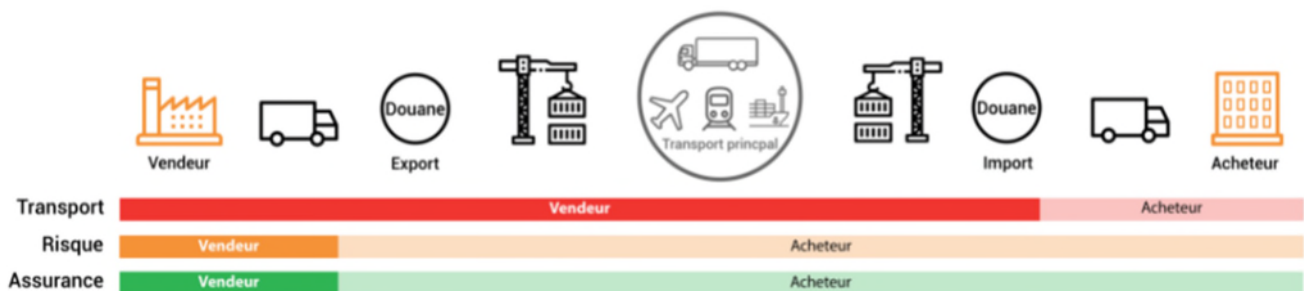 Douane
Douane
Transport princpal
Vendeur
Export
Import
Acheteur
Transport
Vendeur
Acheteur
Risque
Vendeur
Acheteur
Assurance
Vendeur
Acheteur